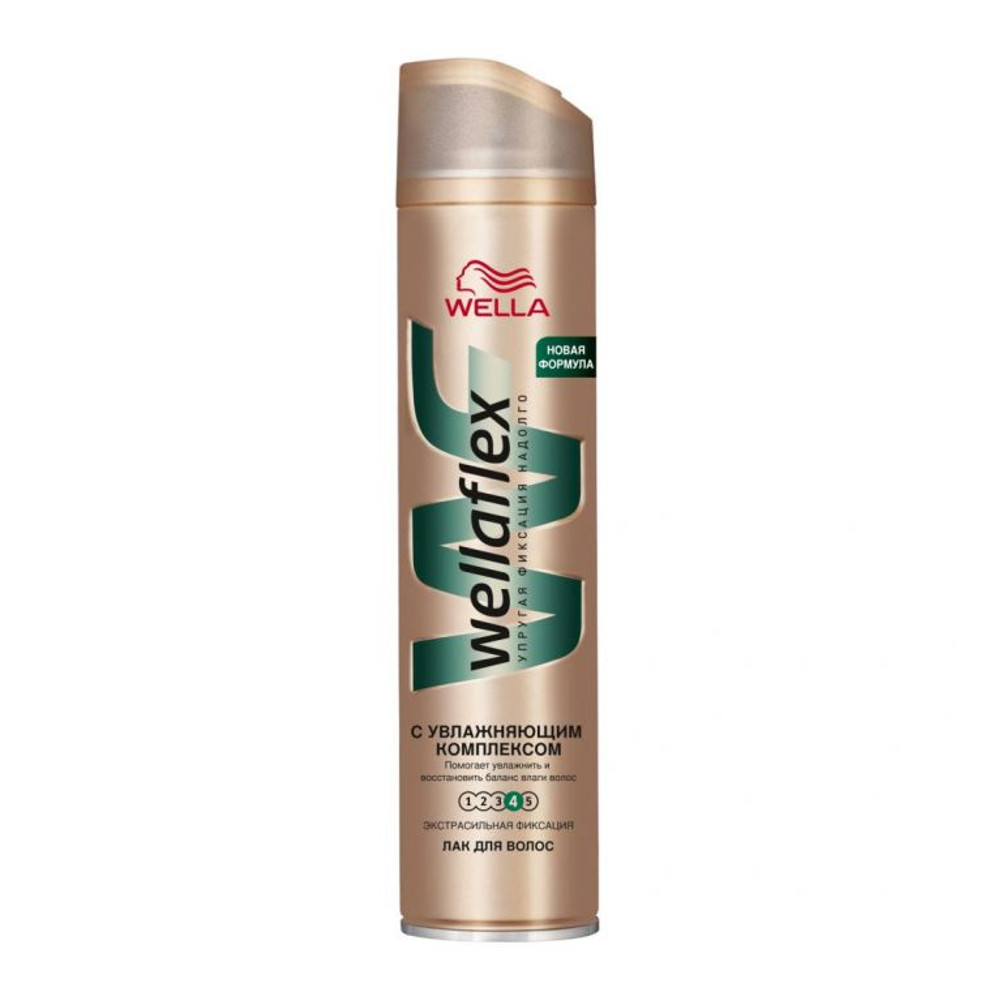 WELLA
НОВАЯ
ФОРМУЛА
wellaflex
УПРУГАЯ ФИКСАЦИЯ НАДОЛГО
С УВЛАЖНЯЮЩИМ
КОМПЛЕКСОМ
Помогает увлажнить и
восстановить баланс влаги волос
1 2 3 4 5
ЭКСТРАСИЛЬНАЯ ФИКСАЦИЯ
ЛАК ДЛЯ ВОЛОС